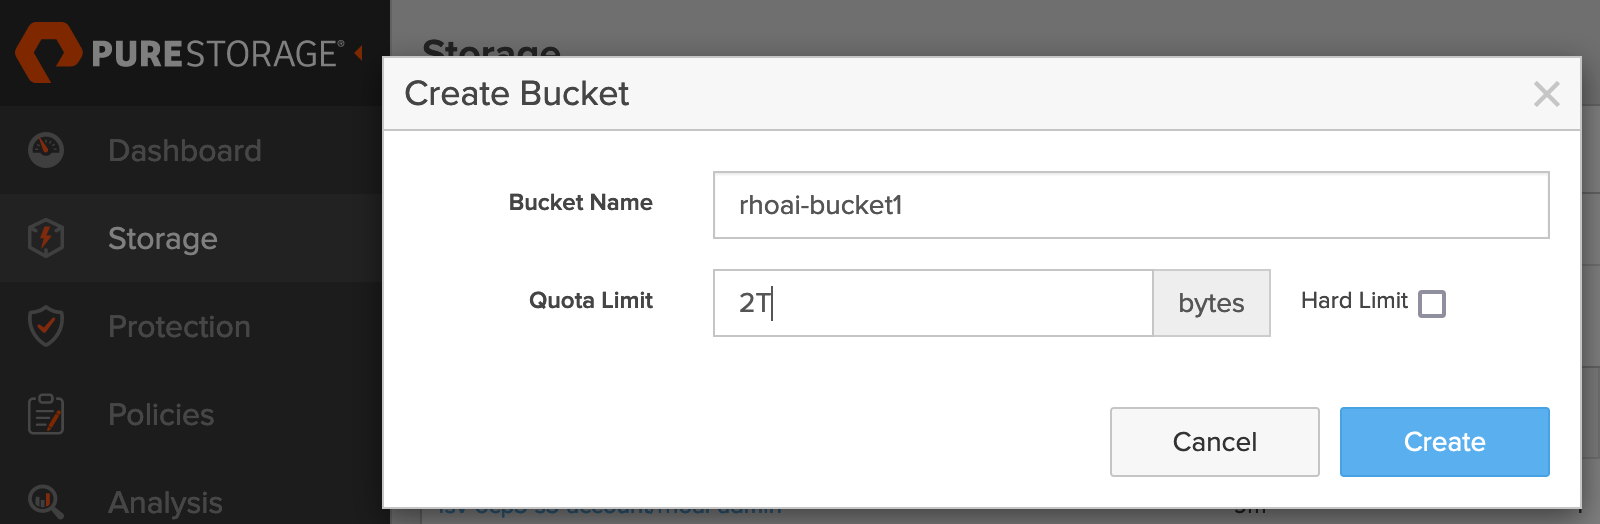 PURESTORAGE®
Storage
Create Bucket
Dashboard
Bucket Name
rhoai-bucket1
Storage
Quota Limit
2T
bytes
Hard Limit
Protection
Policies
Cancel
Create
Analysis